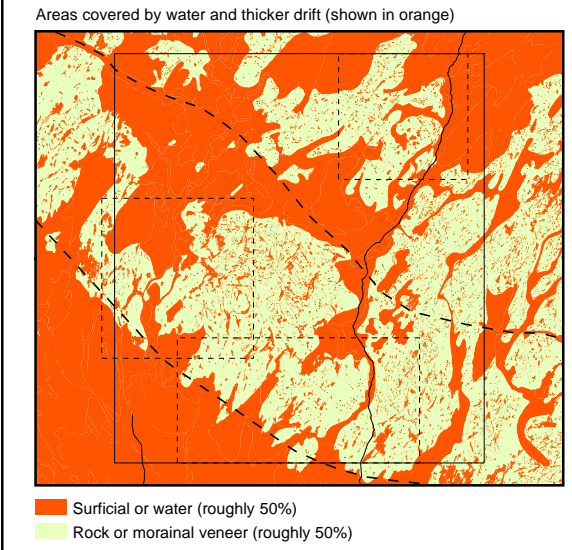 Areas covered by water and thicker drift (shown in orange)
Surficial or water (roughly 50%)
Rock or morainal veneer (roughly 50%)